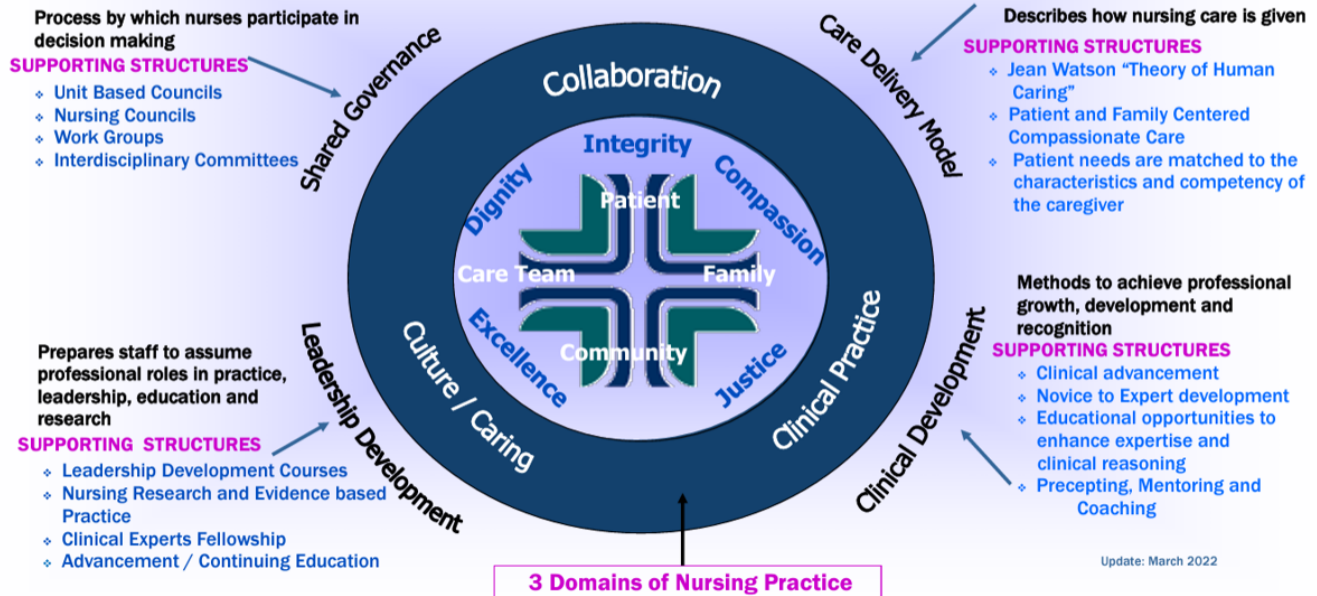 Process by which nurses participate in
decision making
SUPPORTING STRUCTURES
Unit Based Councils
Nursing Councils
Work Groups
Interdisciplinary Committees
Shared Governance
Collaboration
Care Delivery Model
Describes how nursing care is given
SUPPORTING STRUCTURES
Jean Watson “Theory of Human
Caring”
Patient and Family Centered
Compassionate Care
Patient needs are matched to the
characteristics and competency of
the caregiver
Integrity
Dignity
Compassion
Patient
Care Team
Family
Community
Excellence
Justice
Culture / Caring
Clinical Practice
Prepares staff to assume
professional roles in practice,
leadership, education and
research
SUPPORTING STRUCTURES
Leadership Development Courses
Nursing Research and Evidence based
Practice
Clinical Experts Fellowship
Advancement / Continuing Education
Leadership Development
Clinical Development
Methods to achieve professional
growth, development and
recognition
SUPPORTING STRUCTURES
Clinical advancement
Novice to Expert development
Educational opportunities to
enhance expertise and
clinical reasoning
Precepting, Mentoring and
Coaching
Update: March 2022
3 Domains of Nursing Practice